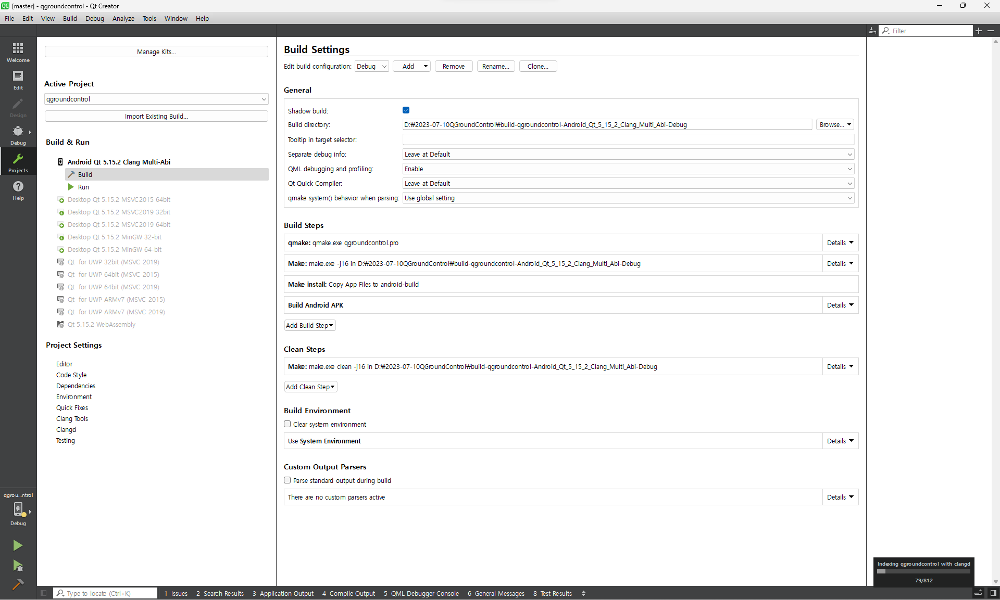 [master] - qgroundcontrol - Qt Creator
File Edit View Build Debug Analyze Tools Window Help
Filter
Welcome
Edit
Design
Debug
Projects
Help
qgrou...ntrol
Debug
Manage Kits...
Active Project
qgroundcontrol
Import Existing Build...
Build & Run
Android Qt 5.15.2 Clang Multi-Abi
Build
Run
Desktop Qt 5.15.2 MSVC2015 64bit
Desktop Qt 5.15.2 MSVC2019 32bit
Desktop Qt 5.15.2 MSVC2019 64bit
Desktop Qt 5.15.2 MinGW 32-bit
Desktop Qt 5.15.2 MinGW 64-bit
Qt for UWP 32bit (MSVC 2019)
Qt for UWP 64bit (MSVC 2015)
Qt for UWP 64bit (MSVC 2019)
Qt for UWP ARMv7 (MSVC 2015)
Qt for UWP ARMv7 (MSVC 2019)
Qt 5.15.2 WebAssembly
Project Settings
Editor
Code Style
Dependencies
Environment
Quick Fixes
Clang Tools
Clangd
Testing
Build Settings
Edit build configuration: Debug Add Remove Rename... Clone...
General
Shadow build:
Build directory: D:₩2023-07-10QGroundControl₩build-qgroundcontrol-Android_Qt_5_15_2_Clang_Multi_Abi-Debug Browse...
Tooltip in target selector:
Separate debug info: Leave at Default
QML debugging and profiling: Enable
Qt Quick Compiler: Leave at Default
qmake system() behavior when parsing: Use global setting
Build Steps
qmake: qmake.exe qgroundcontrol.pro Details
Make: make.exe -j16 in D:₩2023-07-10QGroundControl₩build-qgroundcontrol-Android_Qt_5_15_2_Clang_Multi_Abi-Debug Details
Make install: Copy App Files to android-build
Build Android APK Details
Add Build Step
Clean Steps
Make: make.exe clean -j16 in D:₩2023-07-10QGroundControl₩build-qgroundcontrol-Android_Qt_5_15_2_Clang_Multi_Abi-Debug Details
Add Clean Step
Build Environment
Clear system environment
Use System Environment Details
Custom Output Parsers
Parse standard output during build
There are no custom parsers active Details
Indexing qgroundcontrol with clangd
79/812
Type to locate (Ctrl+K) 1 Issues 2 Search Results 3 Application Output 4 Compile Output 5 QML Debugger Console 6 General Messages 8 Test Results